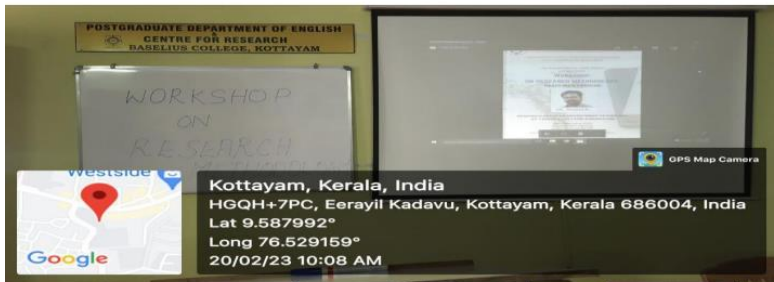 POSTGRADUATE DEPARTMENT OF ENGLISH
&
CENTRE FOR RESEARCH
BASELIUS COLLEGE, KOTTAYAM
WORKSHOP
ON
RESEARCH
GPS Map Camera
Westside
Google
Kottayam, Kerala, India
HGQH+7PC, Eerayil Kadavu, Kottayam, Kerala 686004, India
Lat 9.587992°
Long 76.529159°
20/02/23 10:08 AM